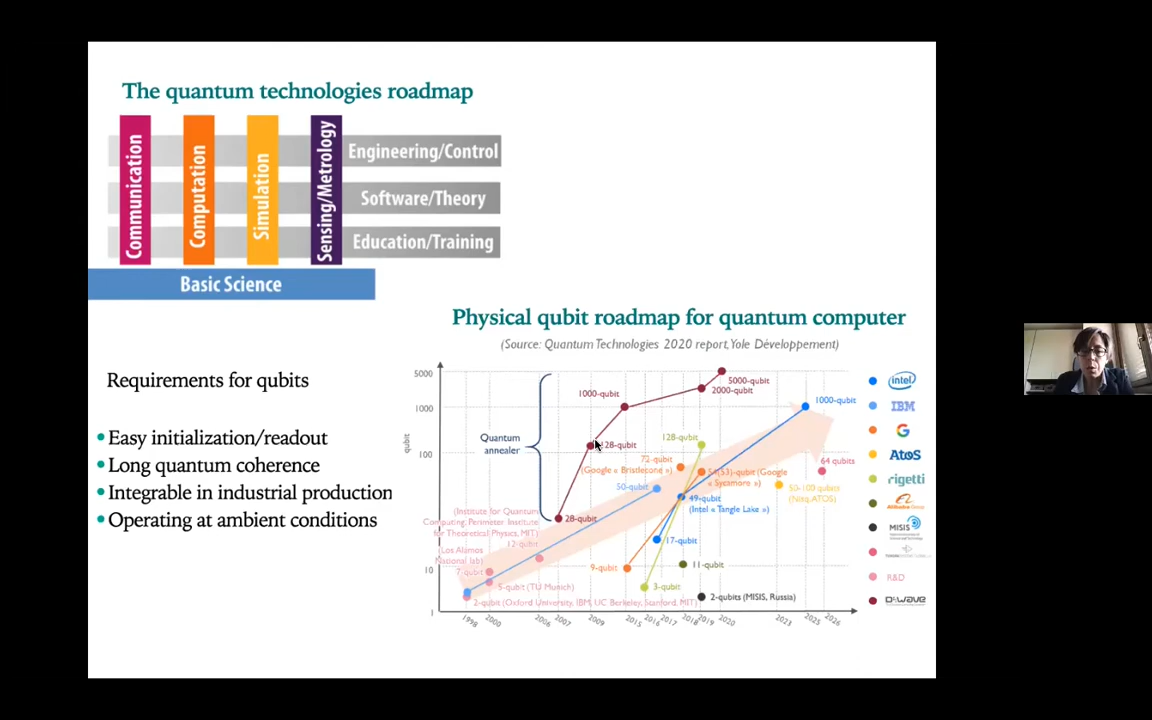 The quantum technologies roadmap
Communication
Computation
Simulation
Sensing/Metrology
Engineering/Control
Software/Theory
Education/Training
Basic Science
Physical qubit roadmap for quantum computer
(Source: Quantum Technologies 2020 report, Yole Développement)
Requirements for qubits
• Easy initialization/readout
• Long quantum coherence
• Integrable in industrial production
• Operating at ambient conditions
qubit
5000
1000
100
10
1
Quantum
annealer
5000-qubit
2000-qubit
1000-qubit
128-qubit
28-qubit
1000-qubit
128-qubit
72-qubit
(Google « Bristlecone »)
(53)-qubit (Google
« Sycamore »)
64 qubits
50-100 qubits
50-qubit
49-qubit
(Intel « Tangle Lake »)
(Institute for Quantum
Computing, Perimeter Institute
for Theoretical Physics, MIT)
12-qubit
(Los Alamos
National lab)
7-qubit
17-qubit
9-qubit
11-qubit
5-qubit (TU Munich)
3-qubit
2-qubit (Oxford University, IBM, UC Berkeley, Stanford, MIT)
2-qubits (MISIS, Russia)
1998
2000
2006
2007
2009
2015
2016
2017
2018
2019
2020
2023
2025
2026
intel
IBM
G
Atos
rigetti
Alibaba Group
MISIS
R&D
D:WAVE